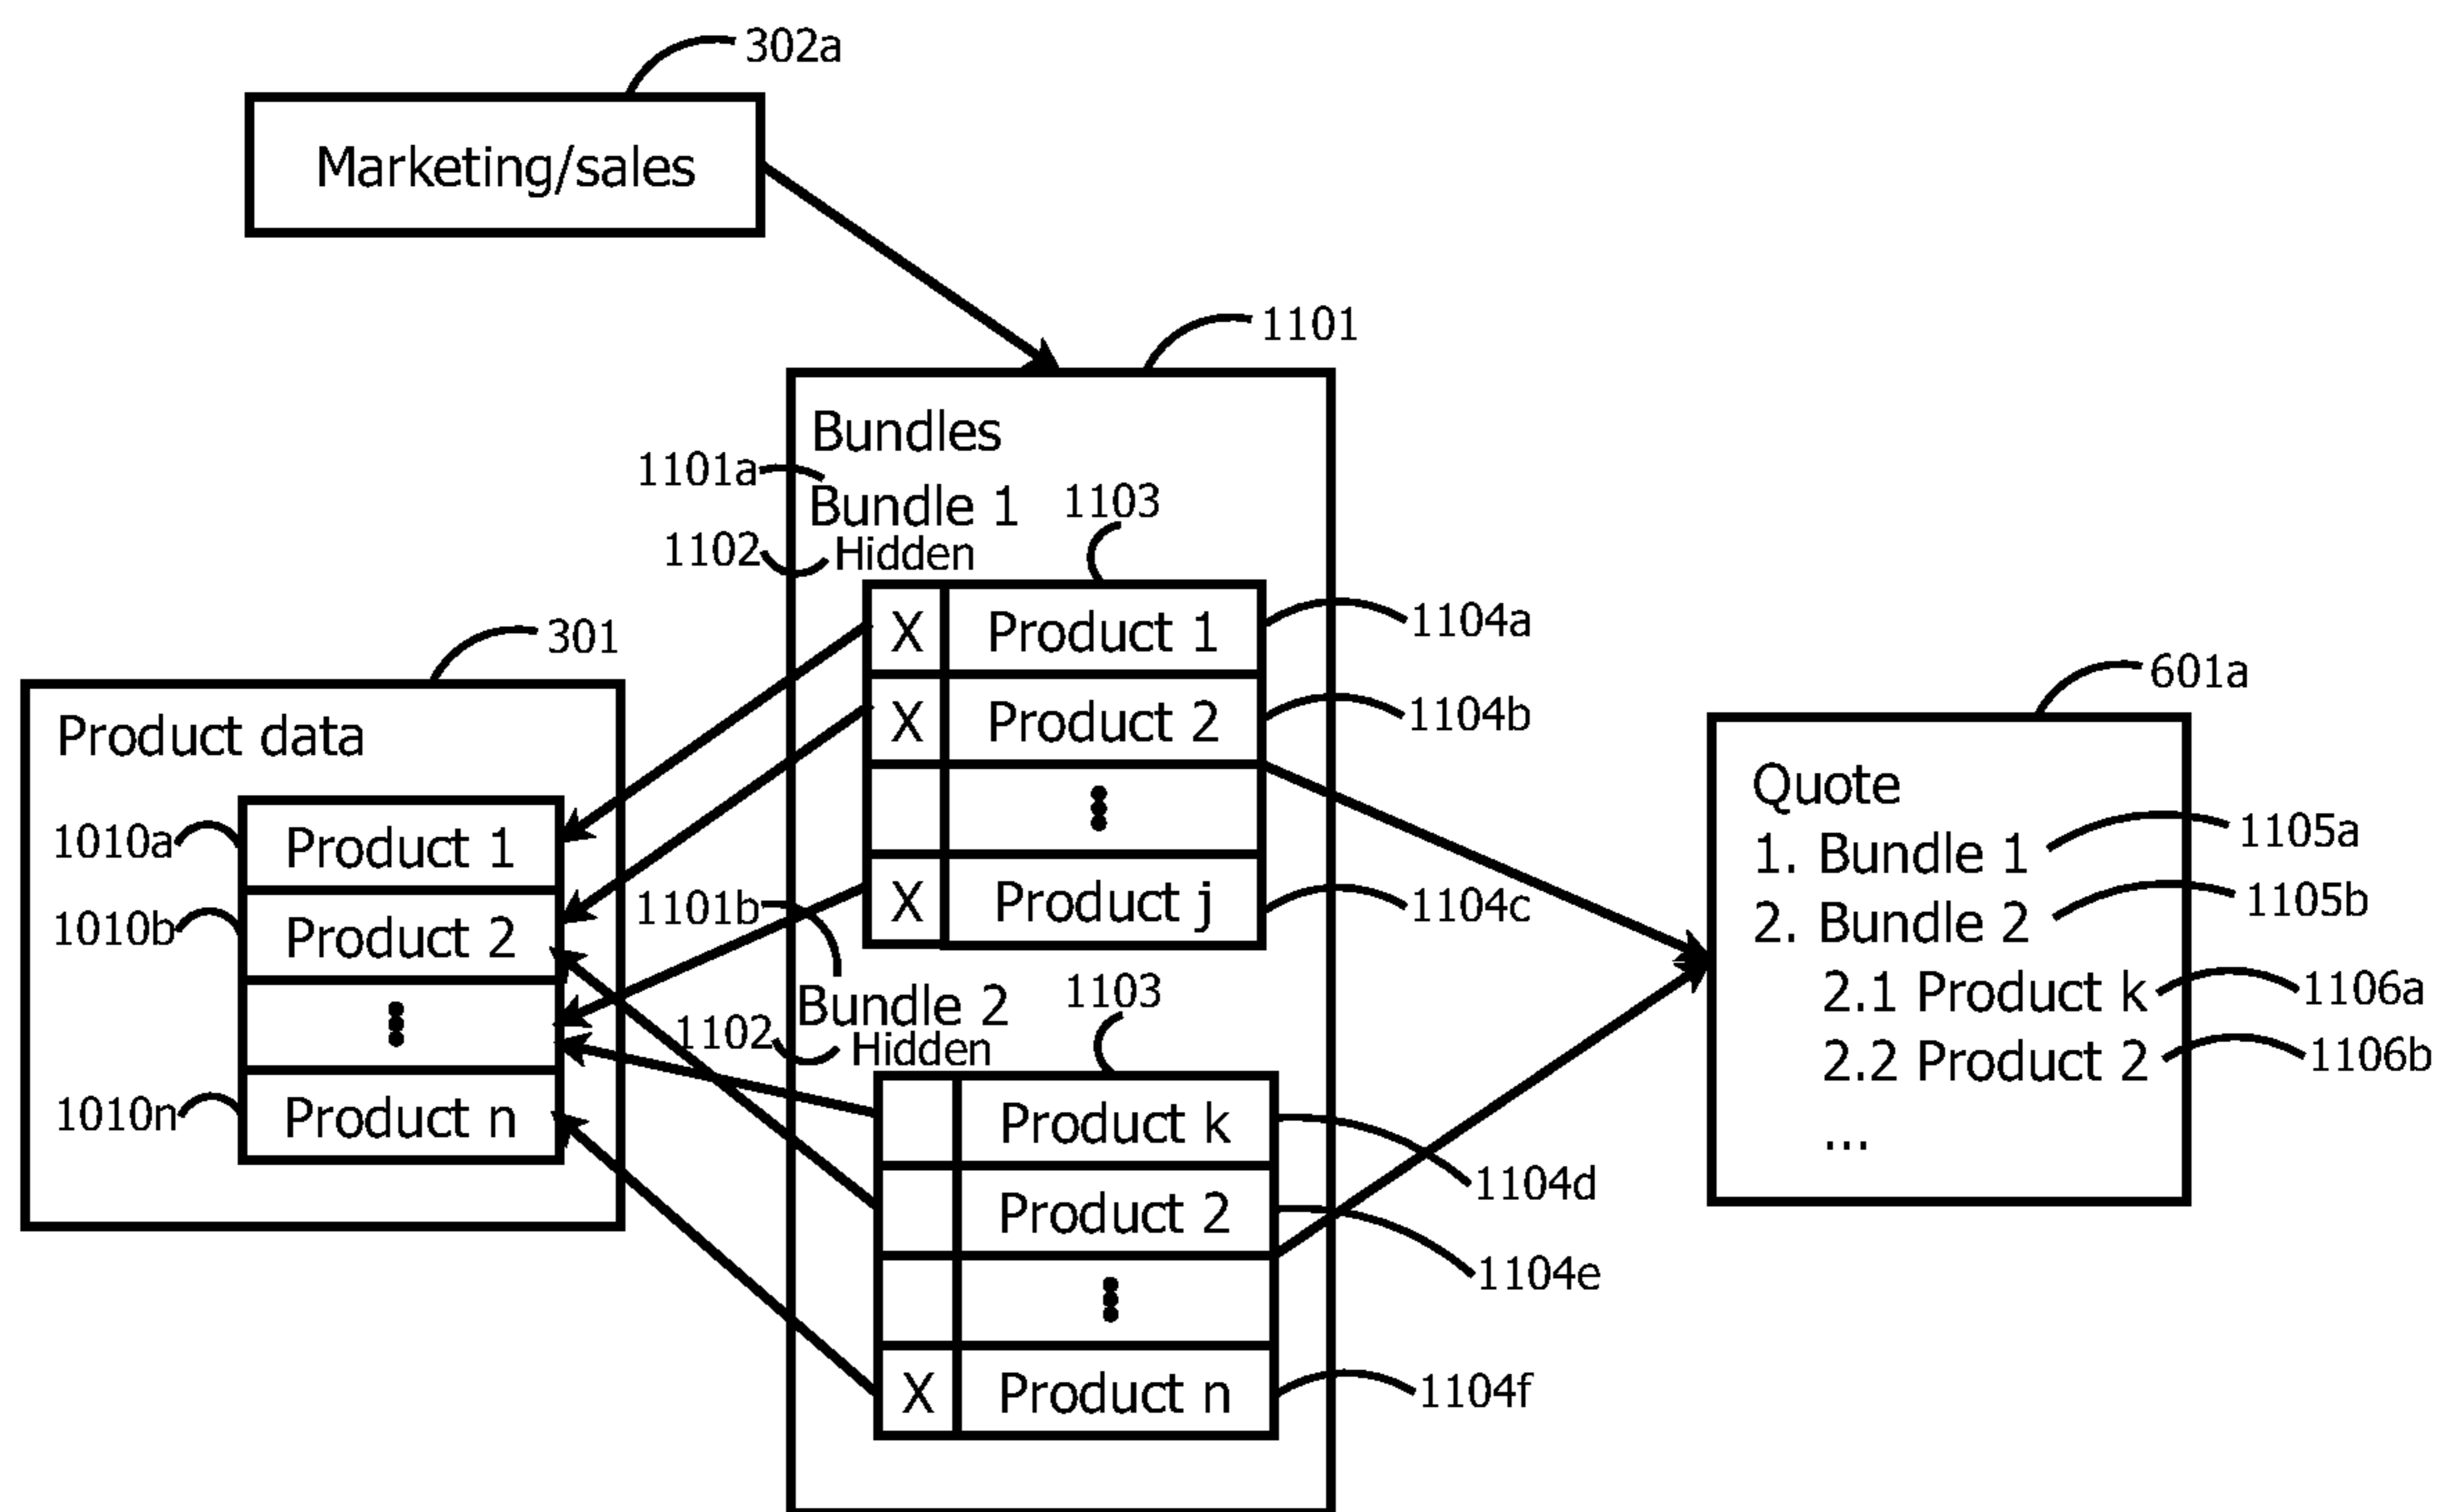 302a
Marketing/sales
1101
Bundles
1101a
Bundle 1
1103
1102
Hidden
X Product 1
1104a
X Product 2
1104b
X Product j
1104c
1101b
Bundle 2
1103
1102
Hidden
Product k
1104d
Product 2
1104e
X Product n
1104f
301
Product data
1010a
Product 1
1010b
Product 2
1010n
Product n
601a
Quote
1. Bundle 1
1105a
2. Bundle 2
1105b
2.1 Product k
1106a
2.2 Product 2
1106b
...